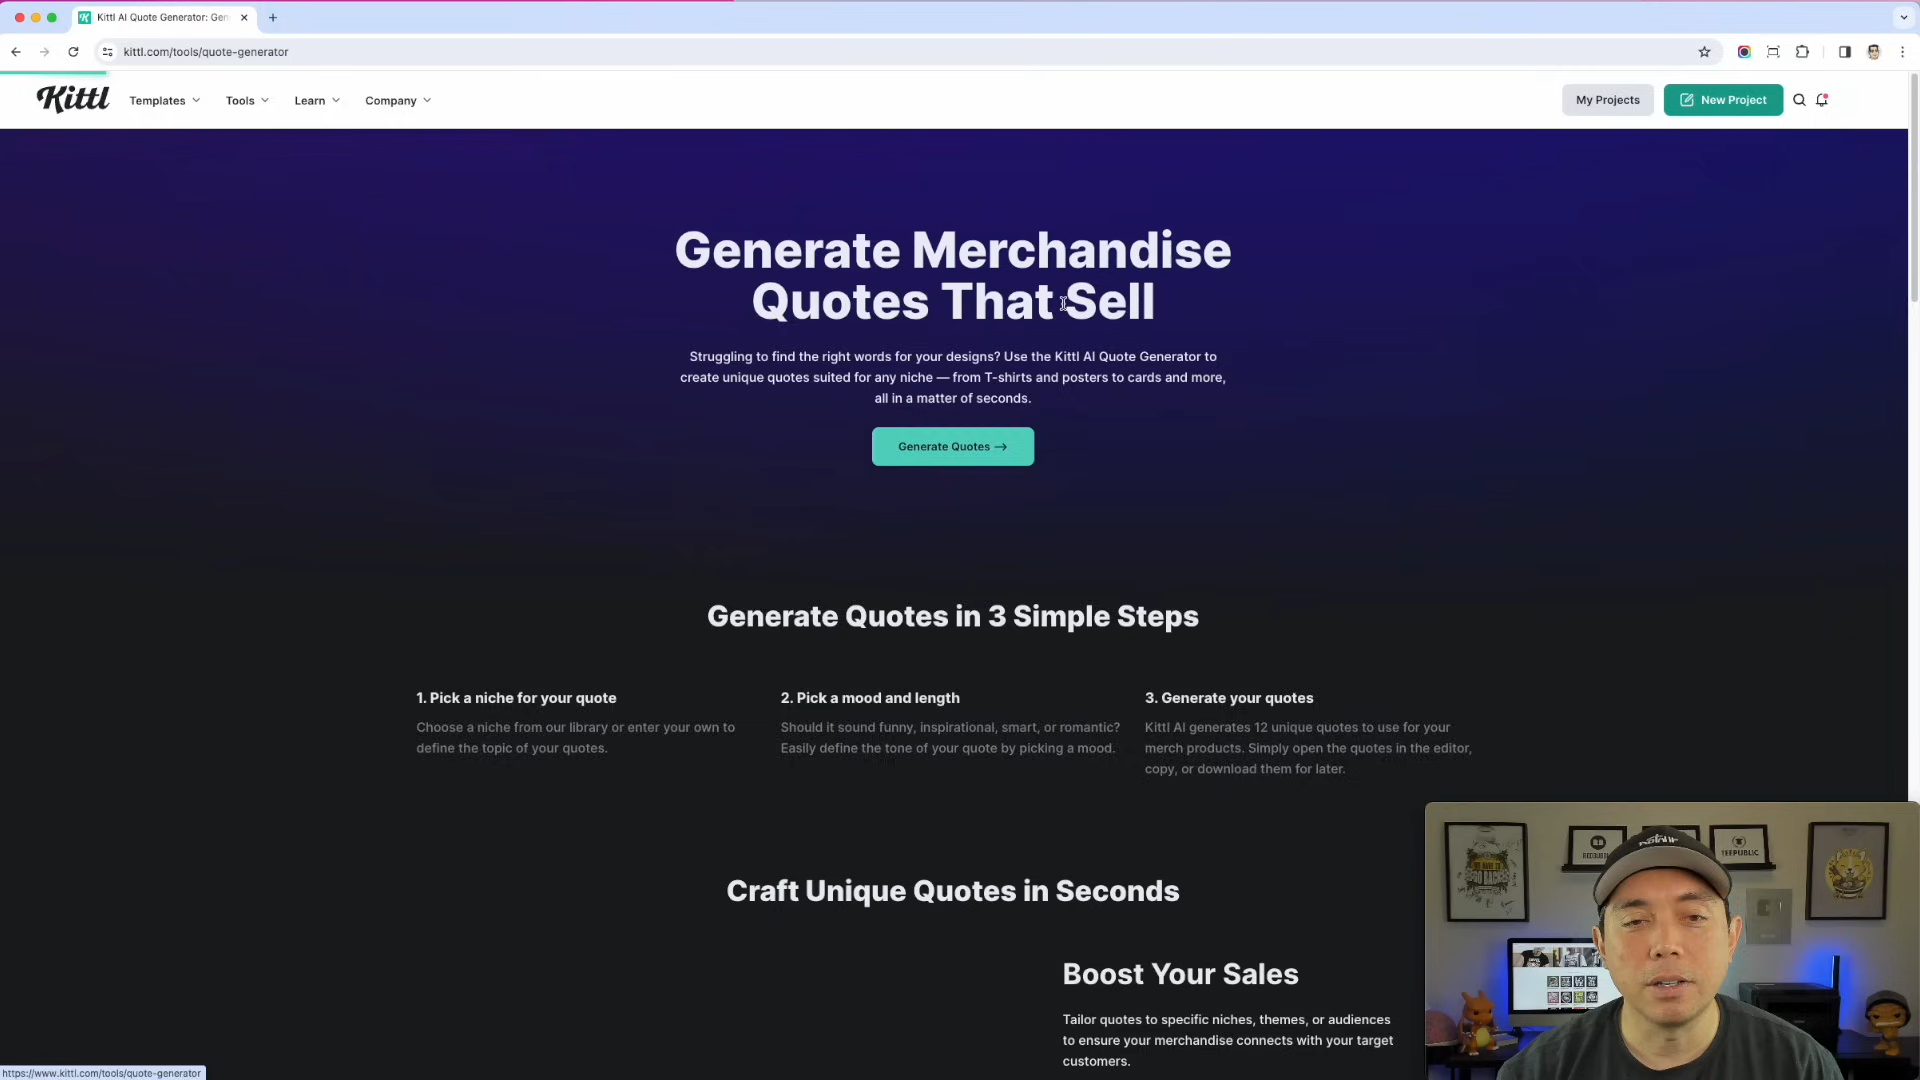 Kittl AI Quote Generator: Gen
kittl.com/tools/quote-generator
Kittl
Templates
Tools
Learn
Company
My Projects
New Project
Generate Merchandise
Quotes That Sell
Struggling to find the right words for your designs? Use the Kittl AI Quote Generator to
create unique quotes suited for any niche — from T-shirts and posters to cards and more,
all in a matter of seconds.
Generate Quotes →
Generate Quotes in 3 Simple Steps
1. Pick a niche for your quote
Choose a niche from our library or enter your own to
define the topic of your quotes.
2. Pick a mood and length
Should it sound funny, inspirational, smart, or romantic?
Easily define the tone of your quote by picking a mood.
3. Generate your quotes
Kittl AI generates 12 unique quotes to use for your
merch products. Simply open the quotes in the editor,
copy, or download them for later.
Craft Unique Quotes in Seconds
Boost Your Sales
Tailor quotes to specific niches, themes, or audiences
to ensure your merchandise connects with your target
customers.
TEEPUBLIC
https://www.kittl.com/tools/quote-generator